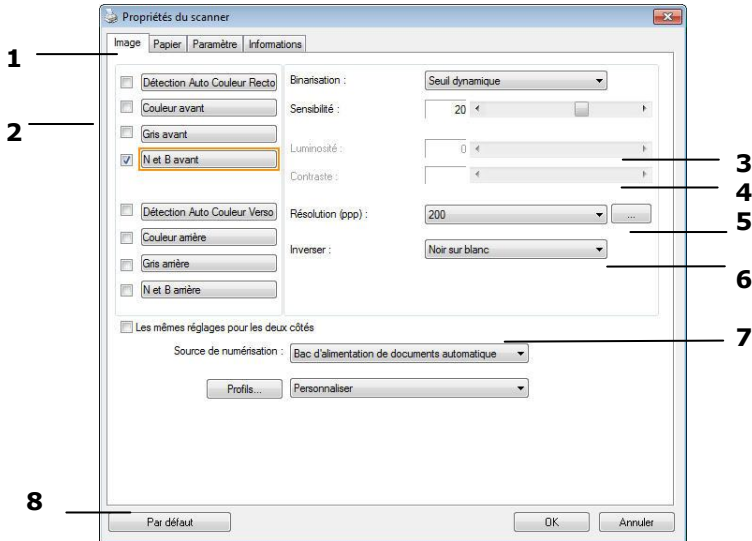 Propriétés du scanner
Image Papier Paramètre Informations
1
2
Détection Auto Couleur Recto
Couleur avant
Gris avant
N et B avant
Détection Auto Couleur Verso
Couleur arrière
Gris arrière
N et B arrière
Binarisation : Seuil dynamique
Sensibilité : 20
Luminosité : 0
Contraste :
Résolution (ppp) : 200 ...
Inverser : Noir sur blanc
3
4
5
6
Les mêmes réglages pour les deux côtés
Source de numérisation : Bac d'alimentation de documents automatique
7
Profils... Personnaliser
8
Par défaut OK Annuler